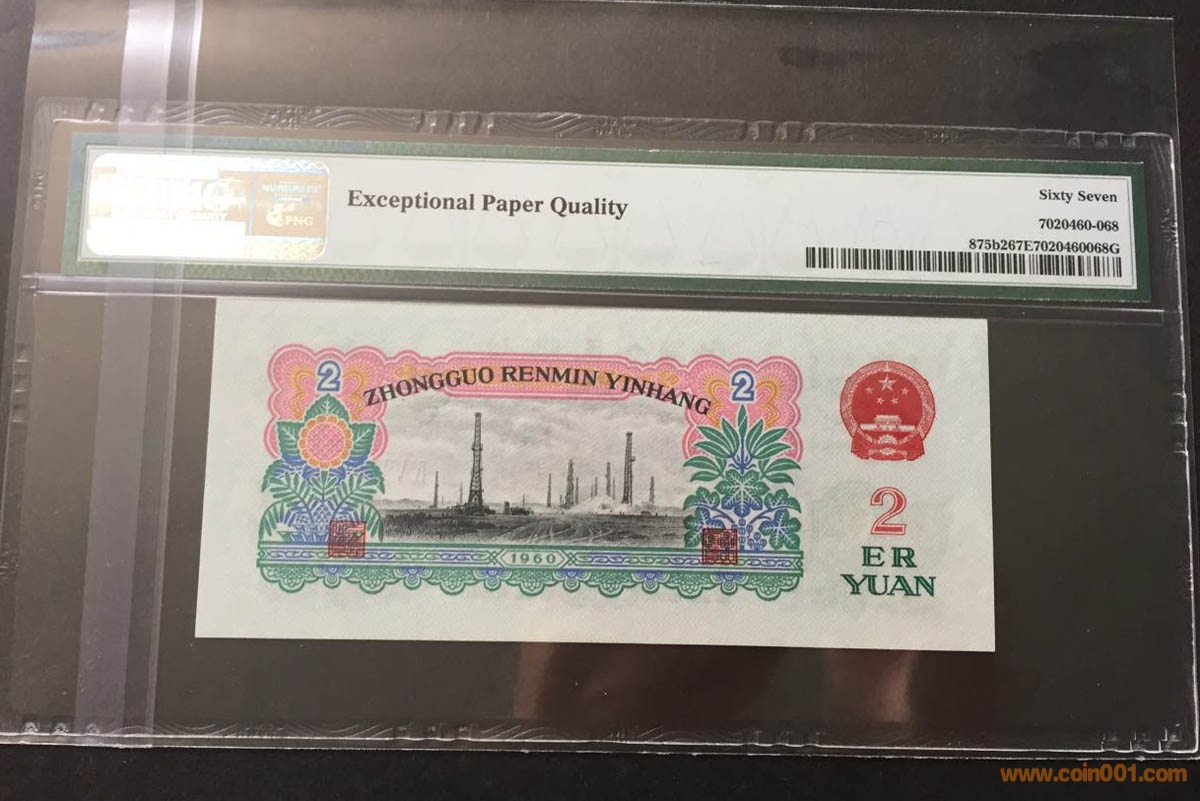 Exceptional Paper Quality
Sixty Seven
7020460-068
875b267E7020460068G
PNG
2 ZHONGGUO RENMIN YINHANG 2
1960
2
ER
YUAN
www.coin001.com